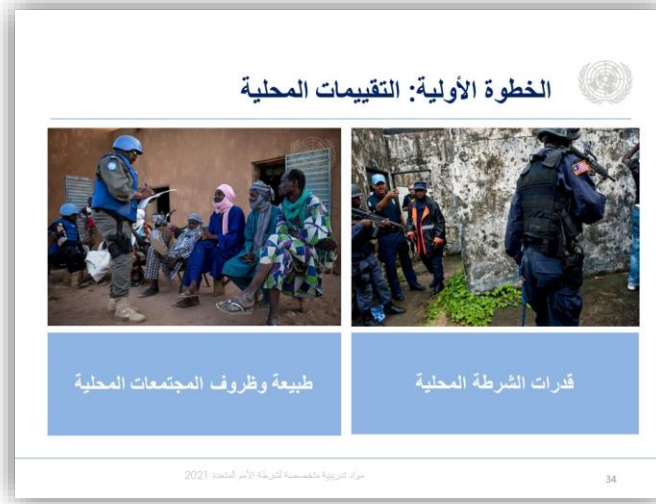 الخطوة الأولية: التقييمات المحلية
قدرات الشرطة المحلية
طبيعة وظروف المجتمعات المحلية
مواد تدريبية متخصصة لشرطة الأمم المتحدة 2021
34